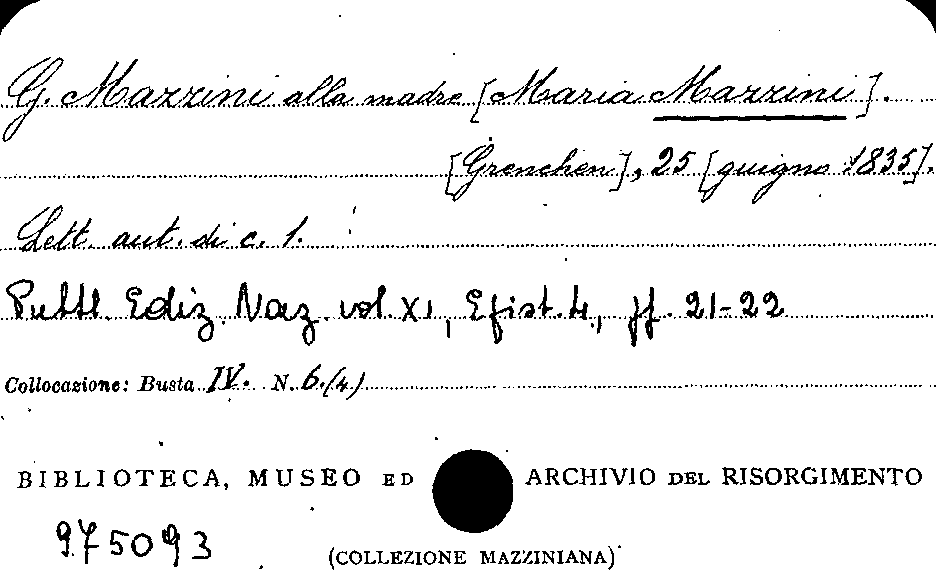 G. Mazzini alla madre [Maria Mazzini].
[Grenchen], 25 [guigno 1835].
Lett. aut. di c. 1.
Pubbl. Ediz. Naz. vol. XI, Epist. 4, pp. 21-22
Collocazione: Busta IV. N. 6.(4)
BIBLIOTECA, MUSEO ED ARCHIVIO DEL RISORGIMENTO
975093
(COLLEZIONE MAZZINIANA)